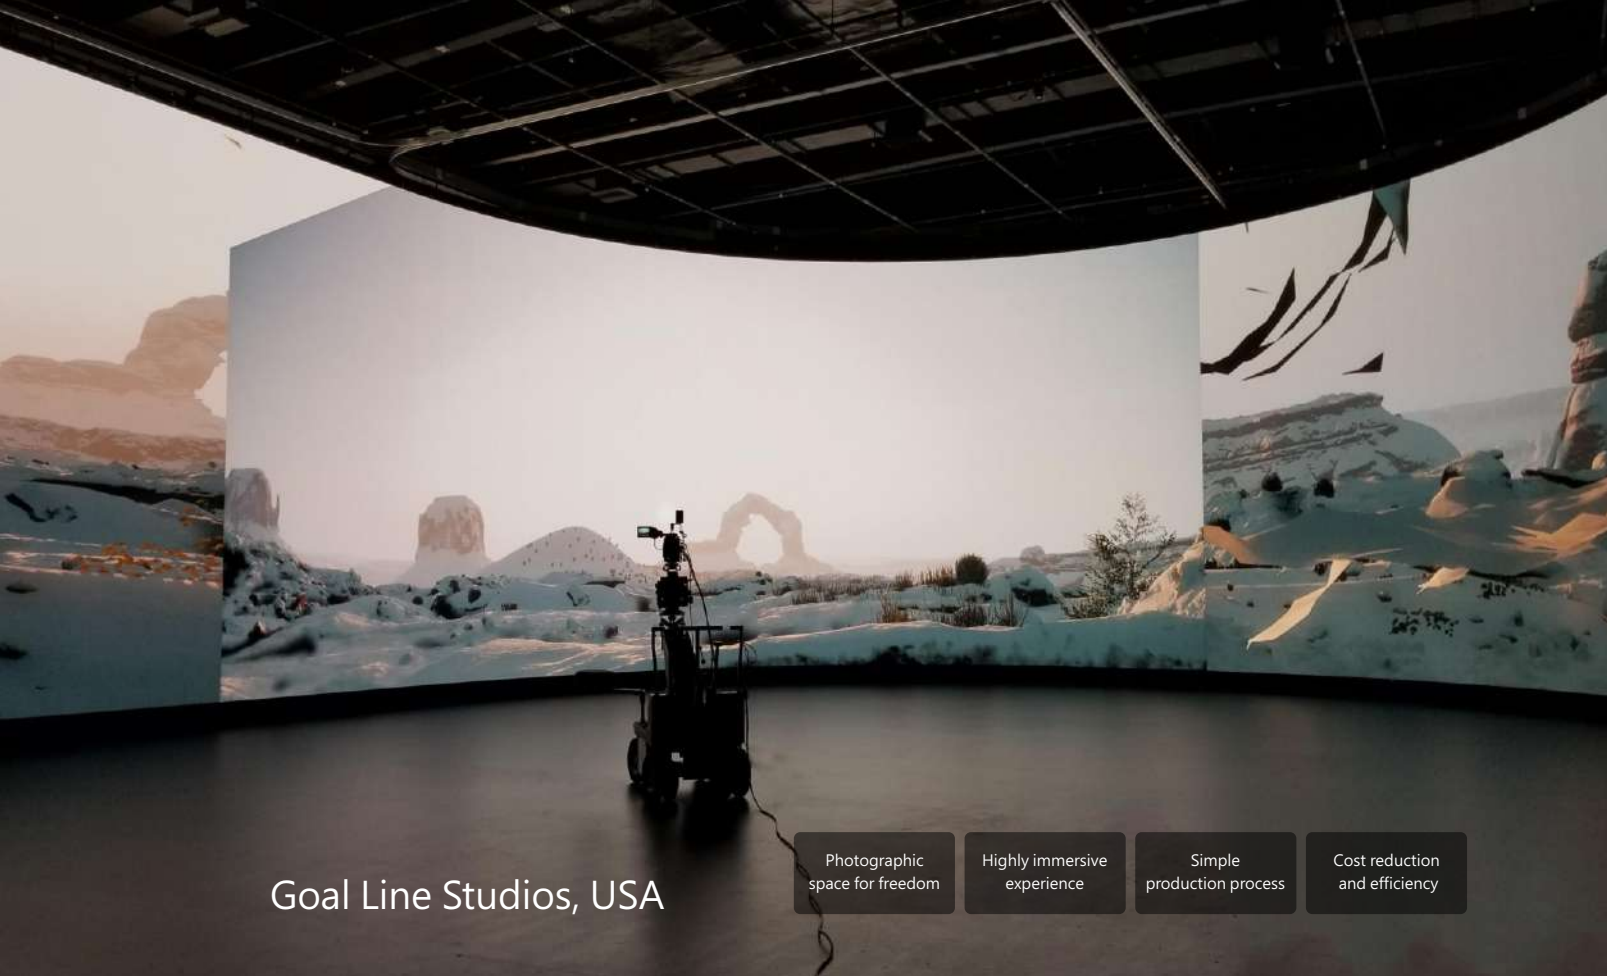 Photographic
space for freedom
Highly immersive
experience
Simple
production process
Cost reduction
and efficiency
Goal Line Studios, USA